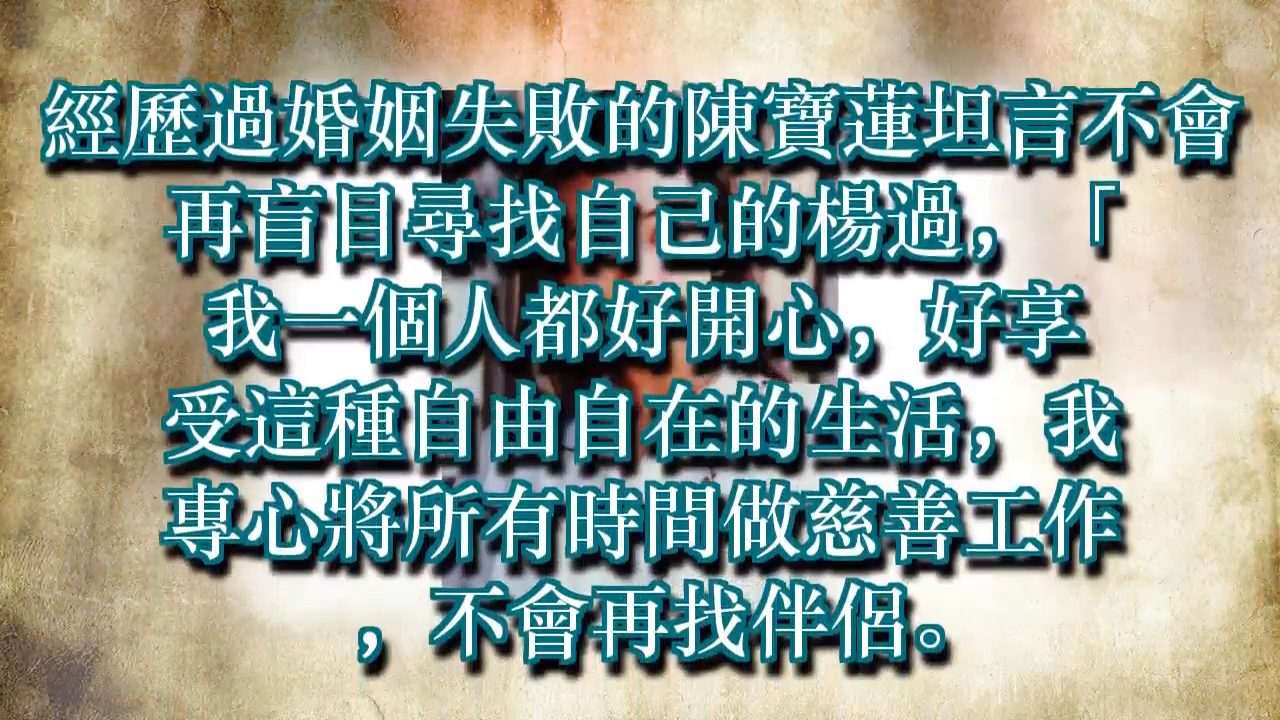 經歷過婚姻失敗的陳寶蓮坦言不會
再盲目尋找自己的楊過，「
我一個人都好開心，好享
受這種自由自在的生活，我
專心將所有時間做慈善工作
，不會再找伴侶。